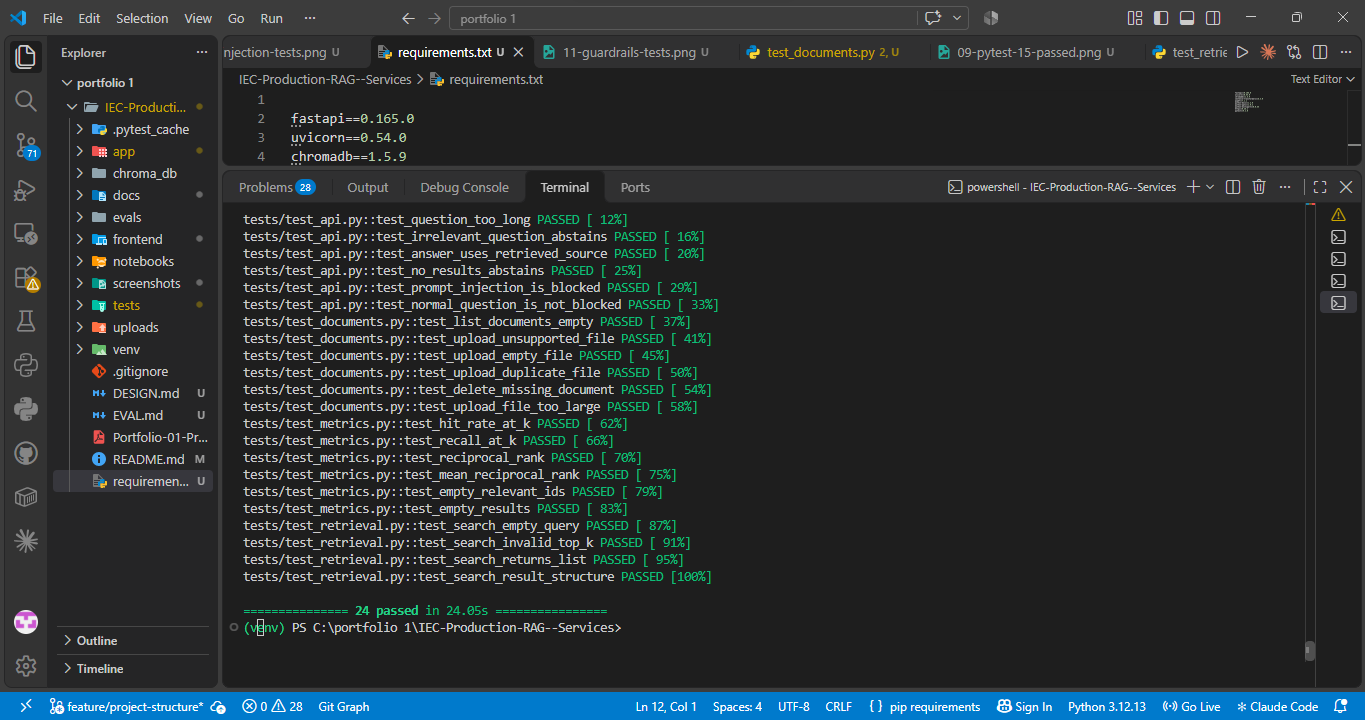 File Edit Selection View Go Run ··· portfolio 1
Explorer ···
njection-tests.png U requirements.txt U 11-guardrails-tests.png U test_documents.py 2, U 09-pytest-15-passed.png U test_retrie
IEC-Production-RAG--Services > requirements.txt Text Editor
1
2 fastapi==0.165.0
3 uvicorn==0.54.0
4 chromadb==1.5.9
portfolio 1
IEC-Producti...
.pytest_cache
app
chroma_db
docs
evals
frontend
notebooks
screenshots
tests
uploads
venv
.gitignore
DESIGN.md U
EVAL.md U
Portfolio-01-Pr...
README.md M
requiremen... U
Outline
Timeline
71
Problems 28 Output Debug Console Terminal Ports powershell - IEC-Production-RAG--Services
tests/test_api.py::test_question_too_long PASSED [ 12%]
tests/test_api.py::test_irrelevant_question_abstains PASSED [ 16%]
tests/test_api.py::test_answer_uses_retrieved_source PASSED [ 20%]
tests/test_api.py::test_no_results_abstains PASSED [ 25%]
tests/test_api.py::test_prompt_injection_is_blocked PASSED [ 29%]
tests/test_api.py::test_normal_question_is_not_blocked PASSED [ 33%]
tests/test_documents.py::test_list_documents_empty PASSED [ 37%]
tests/test_documents.py::test_upload_unsupported_file PASSED [ 41%]
tests/test_documents.py::test_upload_empty_file PASSED [ 45%]
tests/test_documents.py::test_upload_duplicate_file PASSED [ 50%]
tests/test_documents.py::test_delete_missing_document PASSED [ 54%]
tests/test_documents.py::test_upload_file_too_large PASSED [ 58%]
tests/test_metrics.py::test_hit_rate_at_k PASSED [ 62%]
tests/test_metrics.py::test_recall_at_k PASSED [ 66%]
tests/test_metrics.py::test_reciprocal_rank PASSED [ 70%]
tests/test_metrics.py::test_mean_reciprocal_rank PASSED [ 75%]
tests/test_metrics.py::test_empty_relevant_ids PASSED [ 79%]
tests/test_metrics.py::test_empty_results PASSED [ 83%]
tests/test_retrieval.py::test_search_empty_query PASSED [ 87%]
tests/test_retrieval.py::test_search_invalid_top_k PASSED [ 91%]
tests/test_retrieval.py::test_search_returns_list PASSED [ 95%]
tests/test_retrieval.py::test_search_result_structure PASSED [100%]
=============== 24 passed in 24.05s ================
(venv) PS C:\portfolio 1\IEC-Production-RAG--Services>
feature/project-structure* 0 28 Git Graph Ln 12, Col 1 Spaces: 4 UTF-8 CRLF { } pip requirements Sign In Python 3.12.13 Go Live Claude Code